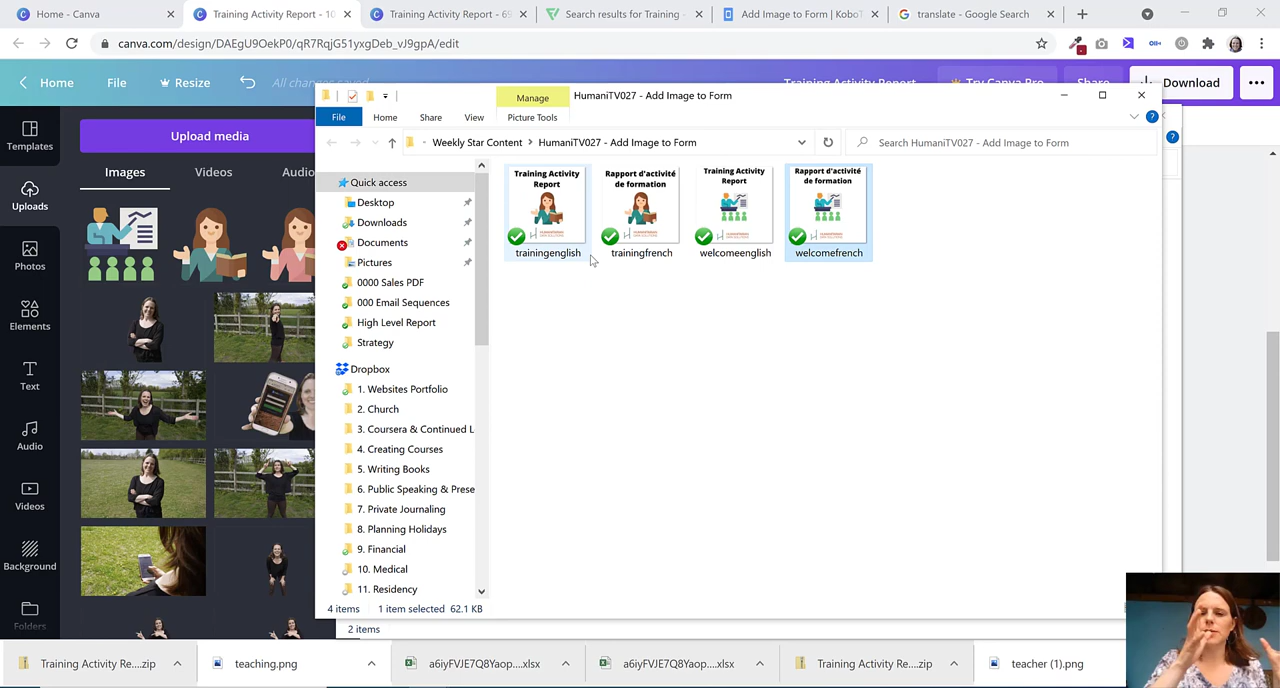 Home - Canva
Training Activity Report - 10
Training Activity Report - 69
Search results for Training -
Add Image to Form | KoboT
translate - Google Search
canva.com/design/DAEgU9OekP0/qR7RqjG51yxgDeb_vJ9gpA/edit
Home
File
Resize
All changes saved
Training Activity Report
Try Canva Pro
Share
Download
Templates
Uploads
Photos
Elements
Text
Audio
Videos
Background
Folders
Upload media
Images
Videos
Audio
Manage
HumaniTV027 - Add Image to Form
File
Home
Share
View
Picture Tools
Weekly Star Content
HumaniTV027 - Add Image to Form
Search HumaniTV027 - Add Image to Form
Quick access
Desktop
Downloads
Documents
Pictures
0000 Sales PDF
000 Email Sequences
High Level Report
Strategy
Dropbox
1. Websites Portfolio
2. Church
3. Coursera & Continued L
4. Creating Courses
5. Writing Books
6. Public Speaking & Prese
7. Private Journaling
8. Planning Holidays
9. Financial
10. Medical
11. Residency
Training Activity
Report
trainingenglish
Rapport d'activité
de formation
trainingfrench
Training Activity
Report
welcomeenglish
Rapport d'activité
de formation
welcomefrench
4 items
1 item selected 62.1 KB
2 items
Training Activity Re....zip
teaching.png
a6iyFVJE7Q8Yaop....xlsx
a6iyFVJE7Q8Yaop....xlsx
Training Activity Re....zip
teacher (1).png